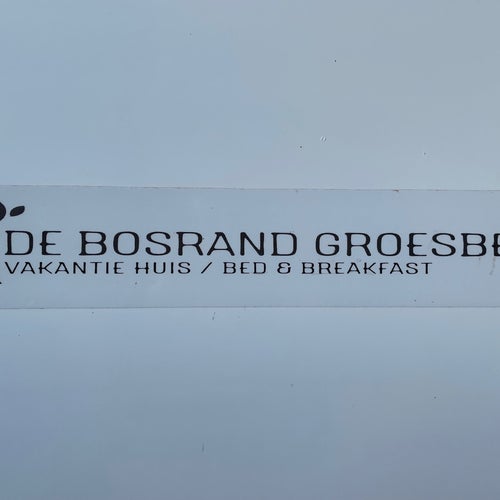 DE BOSRAND GROESBE
VAKANTIE HUIS / BED & BREAKFAST